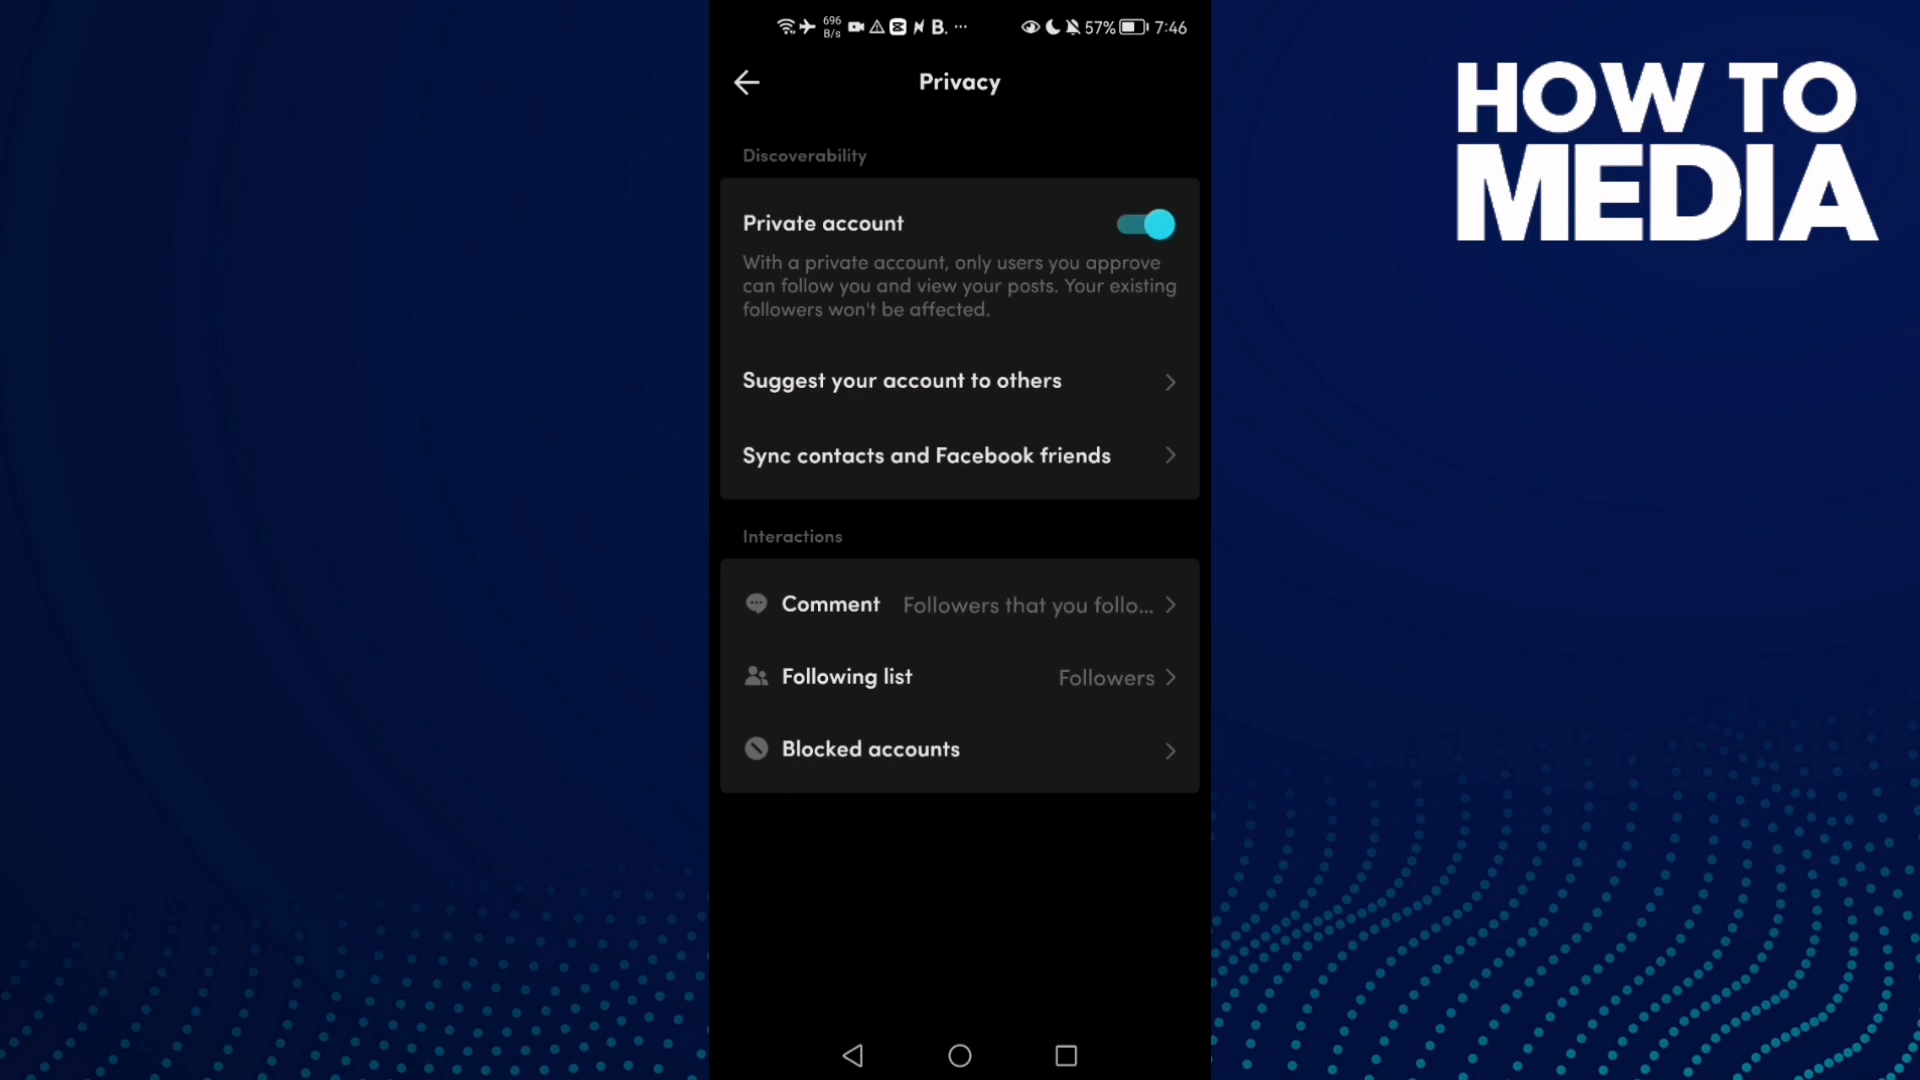 696
B/s
B. ...
57%
7:46
Privacy
HOW TO
MEDIA
Discoverability
Private account
With a private account, only users you approve
can follow you and view your posts. Your existing
followers won't be affected.
Suggest your account to others
Sync contacts and Facebook friends
Interactions
Comment Followers that you follo...
Following list Followers
Blocked accounts